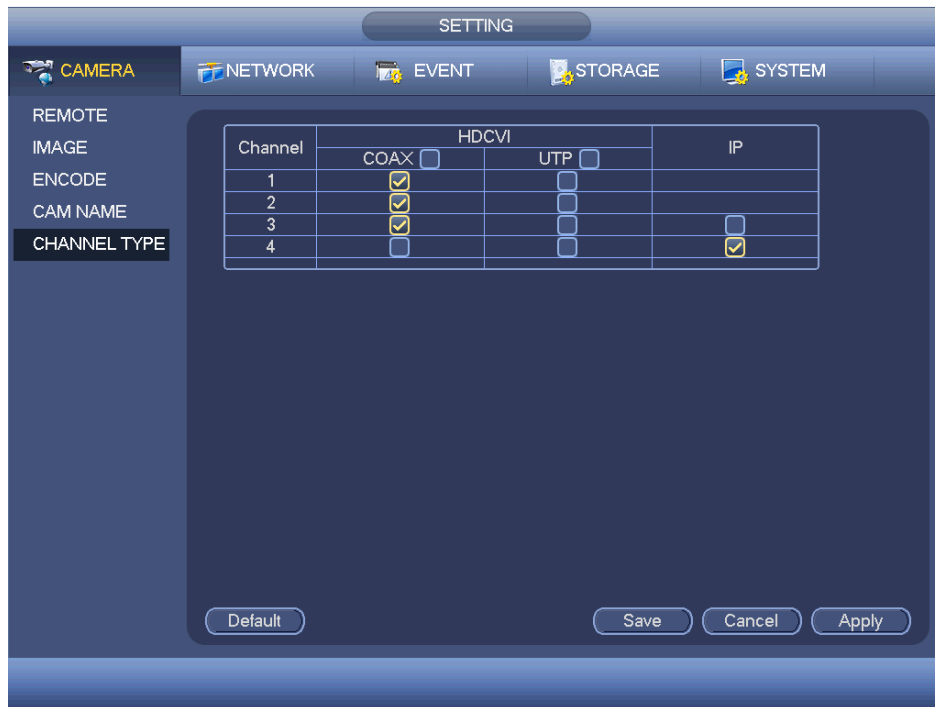 SETTING
CAMERA NETWORK EVENT STORAGE SYSTEM
REMOTE
IMAGE
ENCODE
CAM NAME
CHANNEL TYPE
Channel HDCVI IP
COAX UTP
1
2
3
4
Default Save Cancel Apply